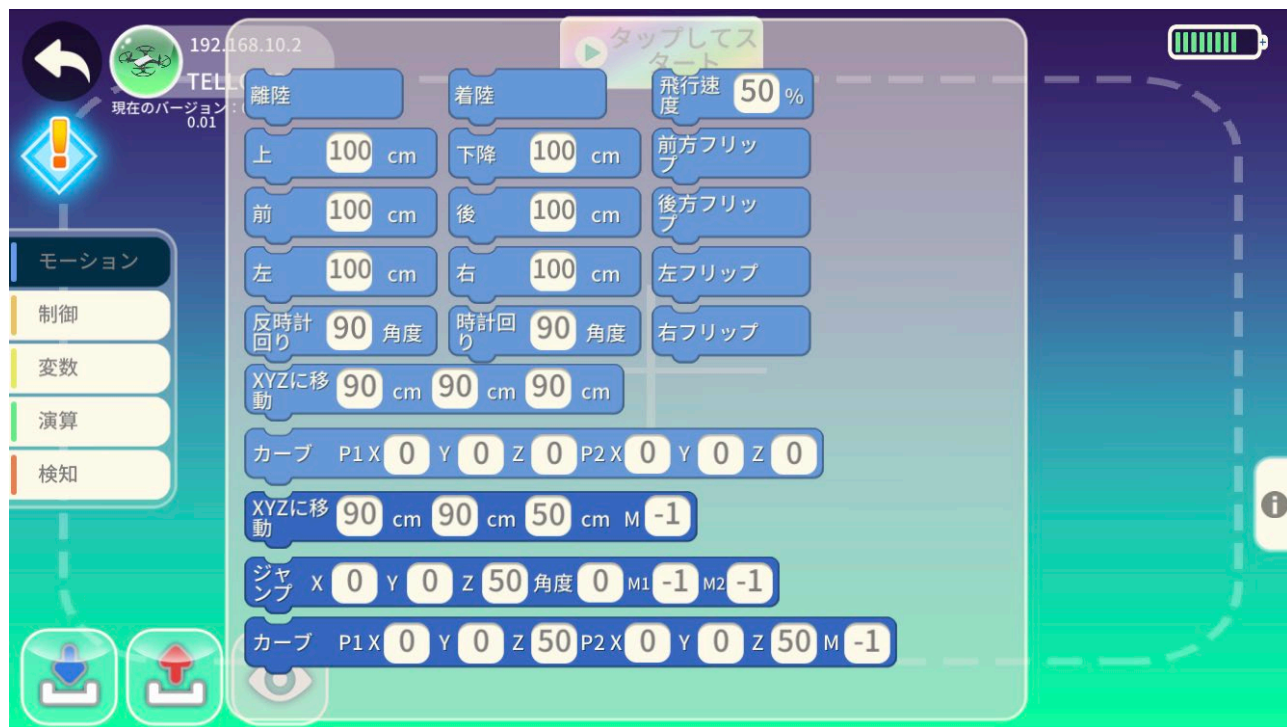 192.168.10.2
TELLO
現在のバージョン：
0.01
タップしてス
タート
モーション
制御
変数
演算
検知
離陸
着陸
飛行速
度 50 %
上 100 cm
下降 100 cm
前方フリッ
プ
前 100 cm
後 100 cm
後方フリッ
プ
左 100 cm
右 100 cm
左フリップ
反時計
回り 90 角度
時計回
り 90 角度
右フリップ
XYZに移
動 90 cm 90 cm 90 cm
カーブ P1 X 0 Y 0 Z 0 P2 X 0 Y 0 Z 0
XYZに移
動 90 cm 90 cm 50 cm M -1
ジャ
ンプ X 0 Y 0 Z 50 角度 0 M1 -1 M2 -1
カーブ P1 X 0 Y 0 Z 50 P2 X 0 Y 0 Z 50 M -1